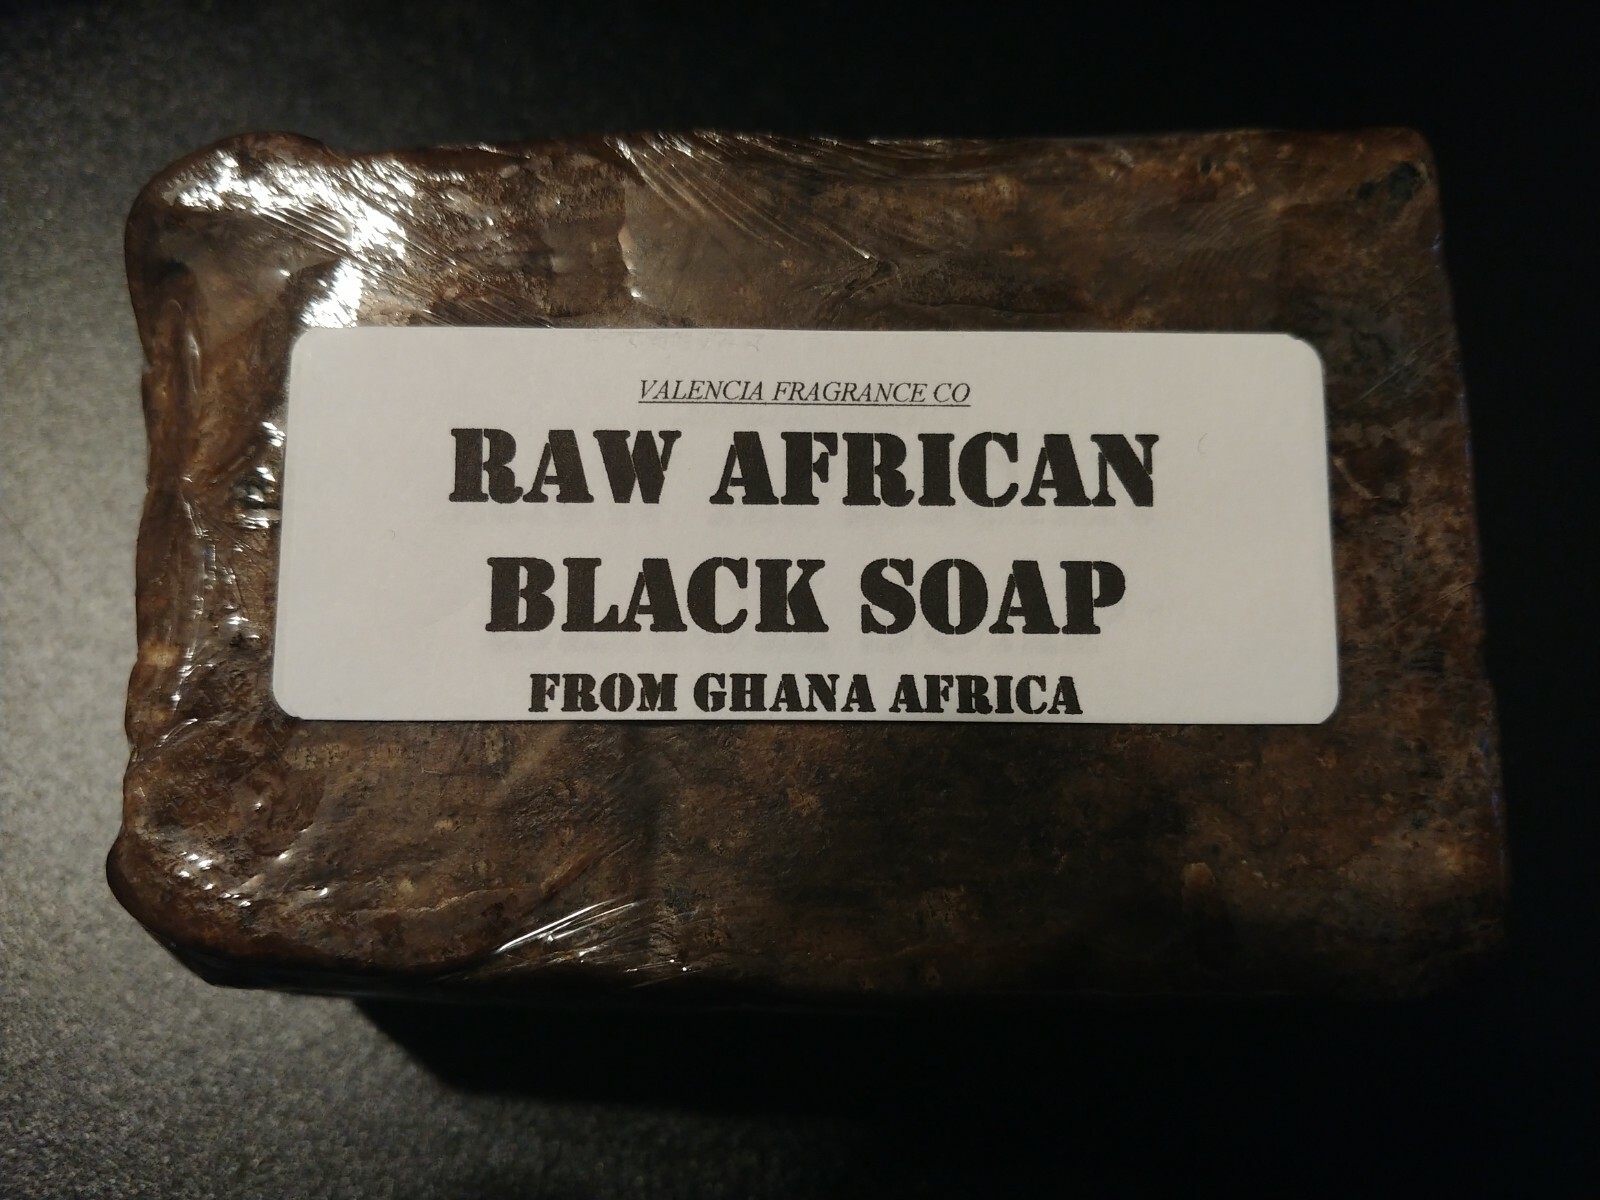 VALENCIA FRAGRANCE CO
RAW AFRICAN
BLACK SOAP
FROM GHANA AFRICA